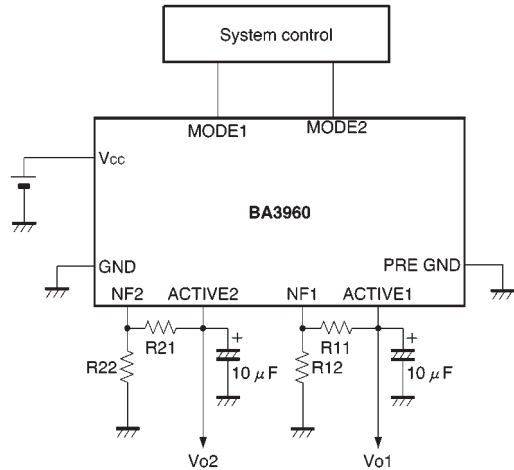 System control
MODE1
MODE2
Vcc
BA3960
GND
PRE GND
NF2
ACTIVE2
NF1
ACTIVE1
R21
+
R11
+
R22
10 μF
R12
10 μF
Vo2
Vo1